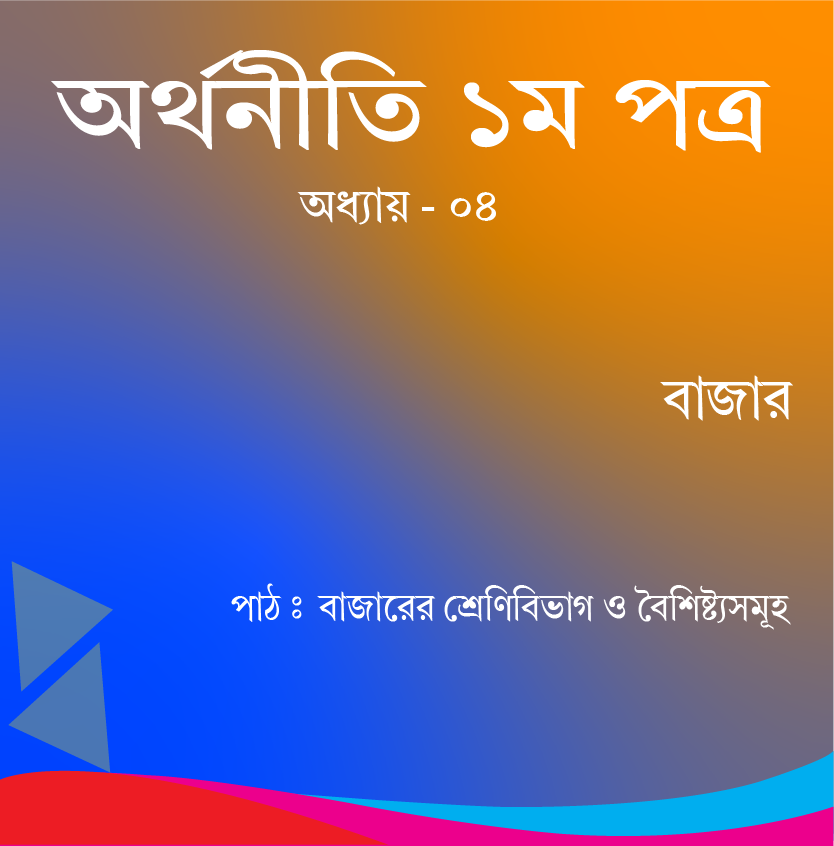 অর্থনীতি ১ম পত্র
অধ্যায় - ০৪
বাজার
পাঠ ঃ বাজারের শ্রেণিবিভাগ ও বৈশিষ্ট্যসমূহ